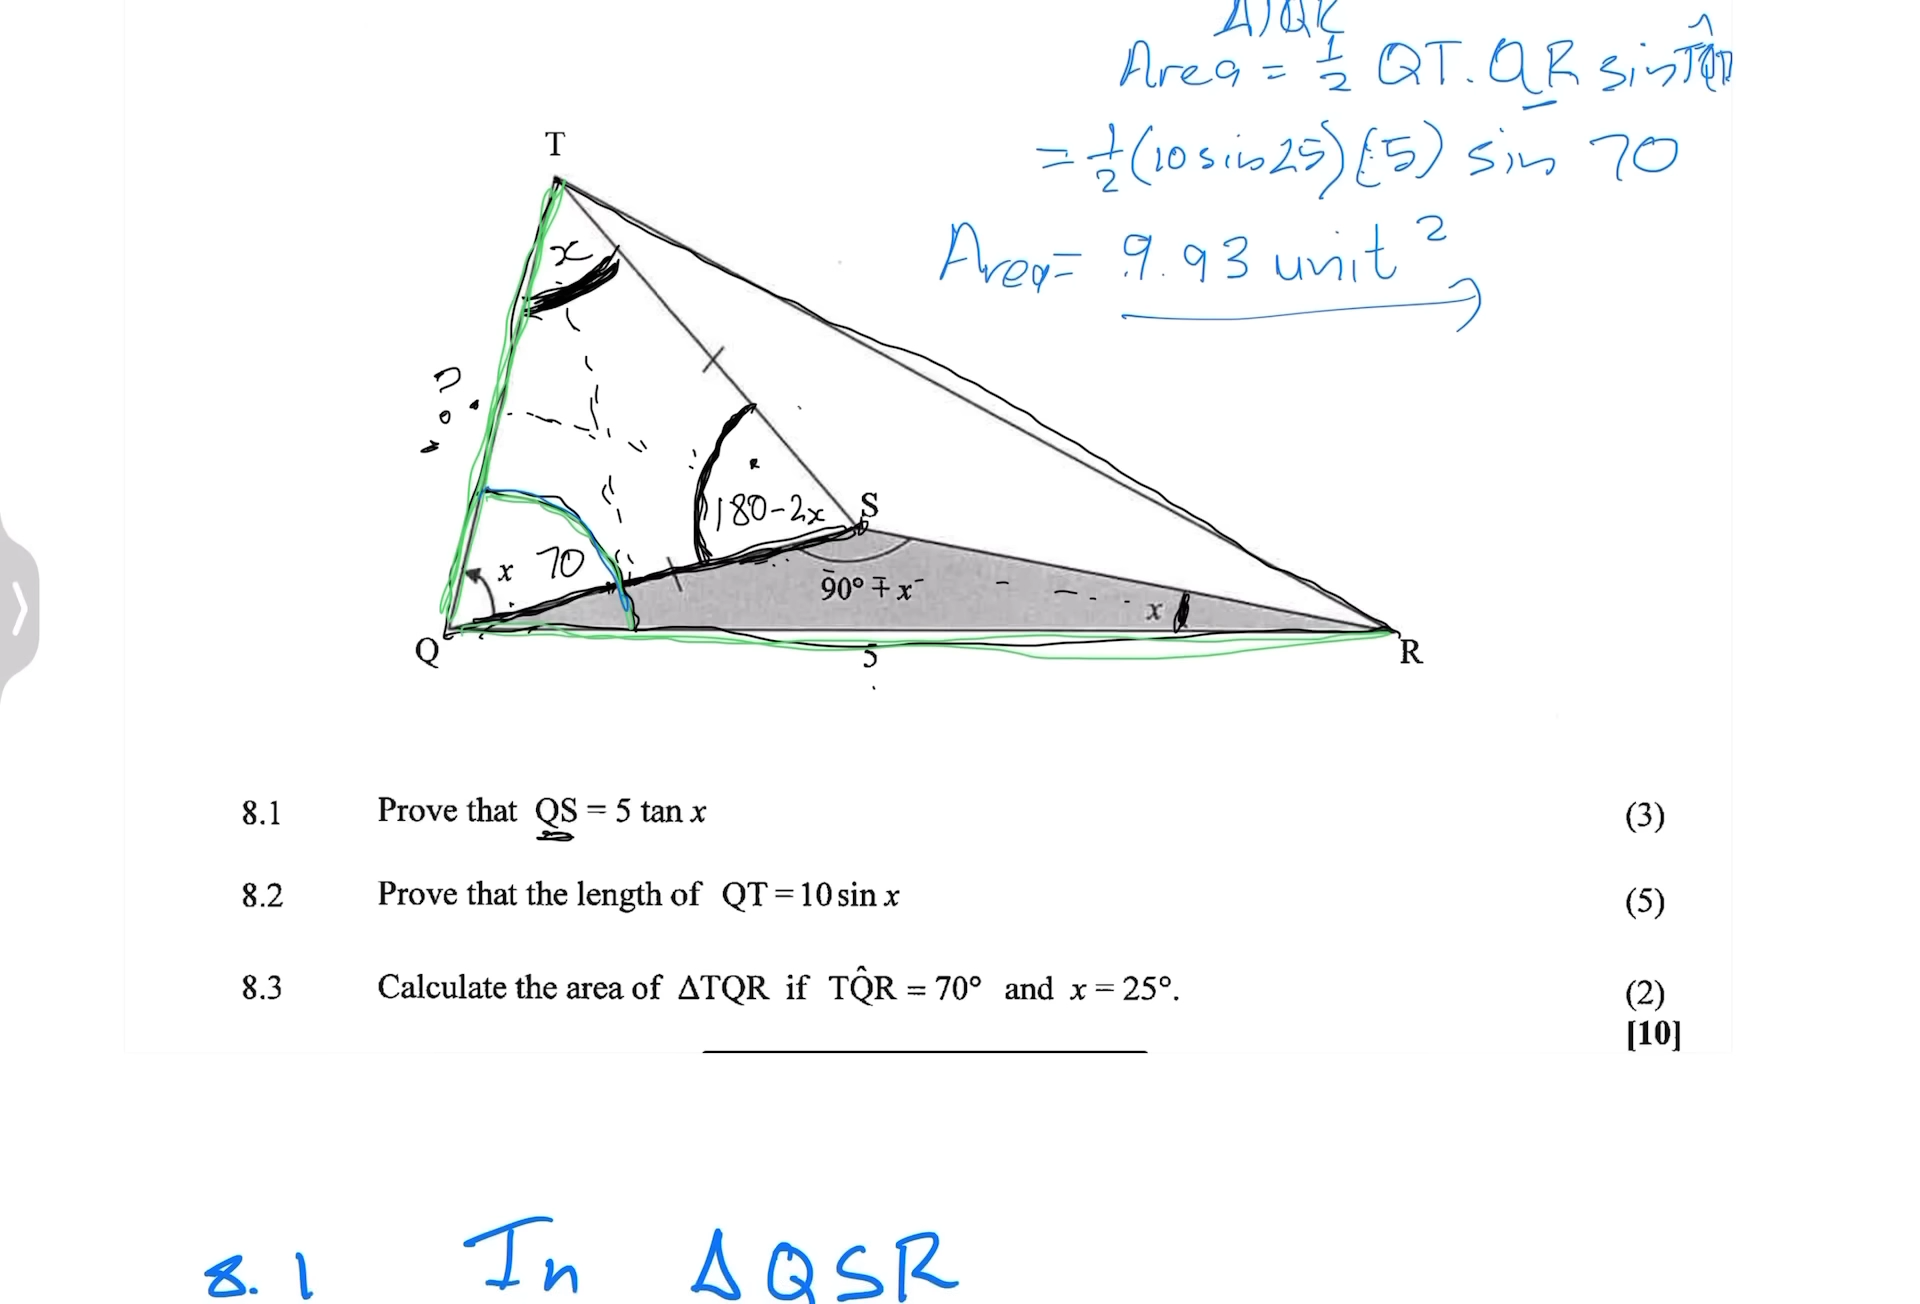 ΔTQR
Area = 1/2 QT.QR sin TQ̂R
= 1/2 (10 sin 25)(5) sin 70
Area = 9.93 unit²
T
x
?
180-2x
S
x 70
90° + x
x
Q
5
R
8.1 Prove that QS = 5 tan x (3)
8.2 Prove that the length of QT = 10 sin x (5)
8.3 Calculate the area of ΔTQR if TQ̂R = 70° and x = 25°. (2)
[10]
8.1 In ΔQSR